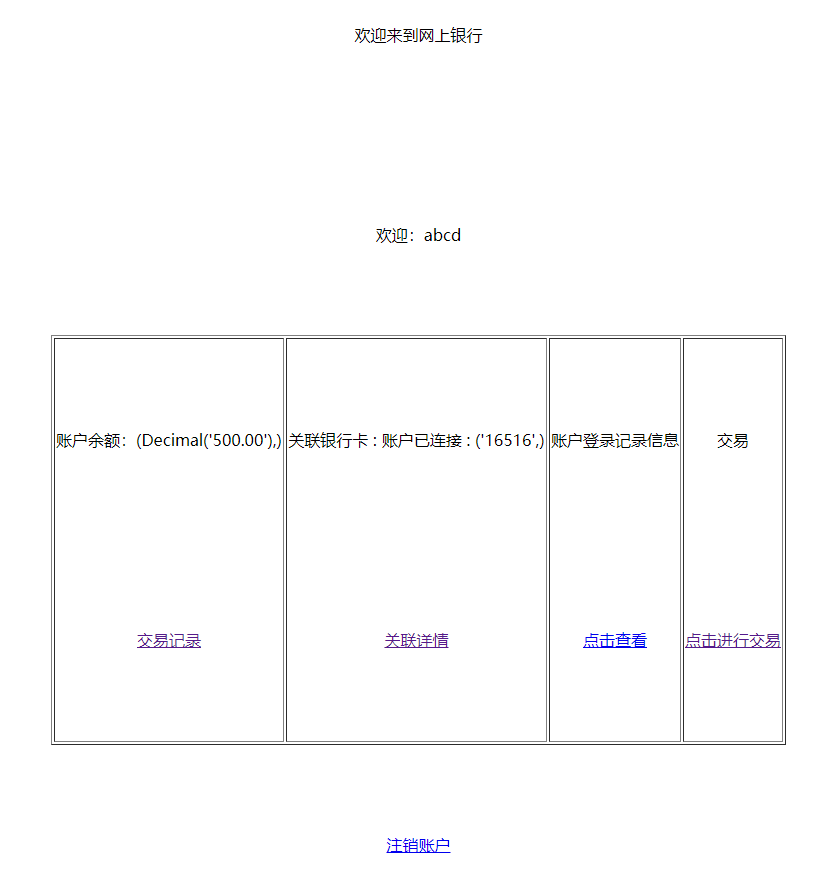 欢迎来到网上银行
欢迎：abcd
账户余额：(Decimal('500.00'),)
关联银行卡 : 账户已连接 : ('16516',)
账户登录记录信息
交易
交易记录
关联详情
点击查看
点击进行交易
注销账户